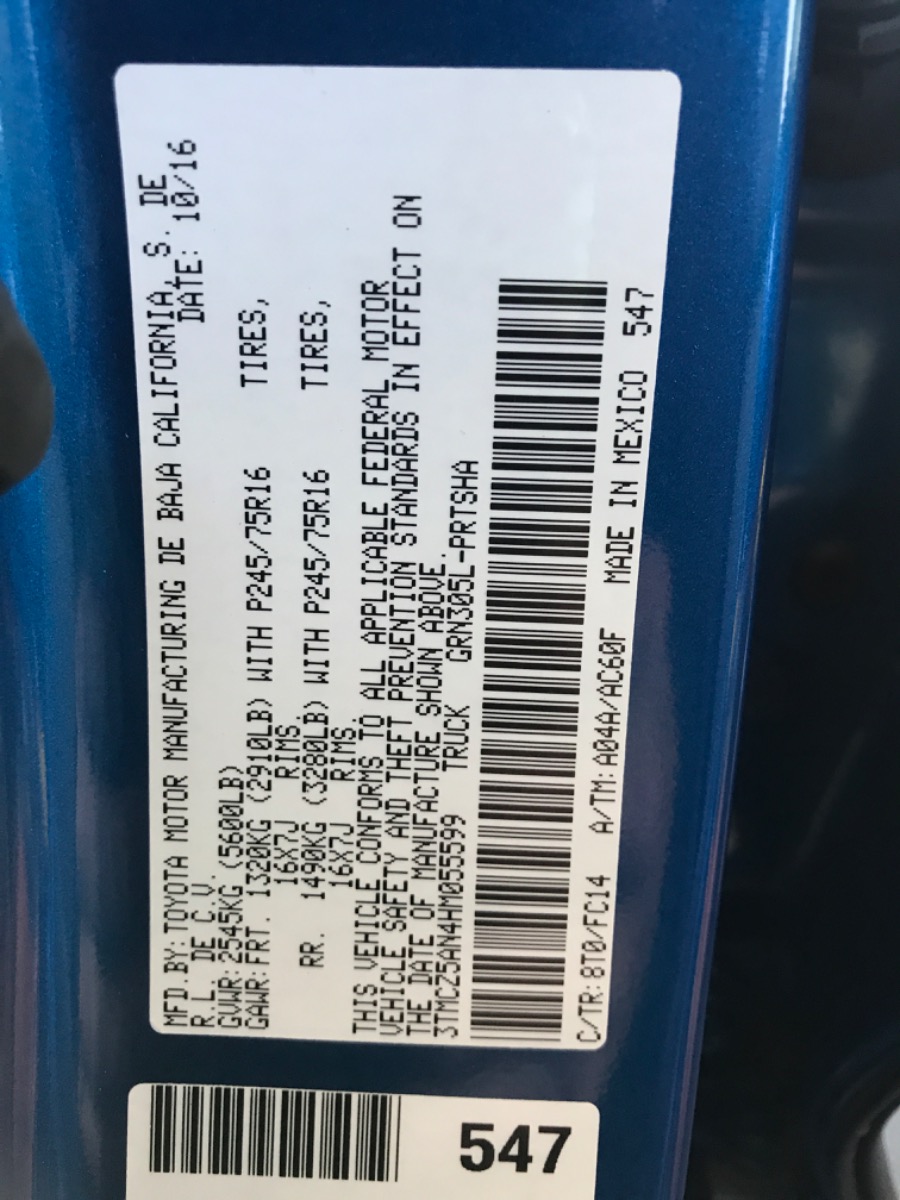 MFD.BY:TOYOTA MOTOR MANUFACTURING DE BAJA CALIFORNIA, S. DE
R.L. DE C.V. DATE: 10/16
GVWR:2545KG (5600LB)
GAWR:FRT. 1320KG (2910LB) WITH P245/75R16 TIRES,
16X7J RIMS
RR. 1490KG (3280LB) WITH P245/75R16 TIRES,
16X7J RIMS.
THIS VEHICLE CONFORMS TO ALL APPLICABLE FEDERAL MOTOR
VEHICLE SAFETY AND THEFT PREVENTION STANDARDS IN EFFECT ON
THE DATE OF MANUFACTURE SHOWN ABOVE.
3TMCZ5AN4HM055599 TRUCK GRN305L-PRTSHA
C/TR:8T0/FC14 A/TM:A04A/AC60F MADE IN MEXICO 547
547